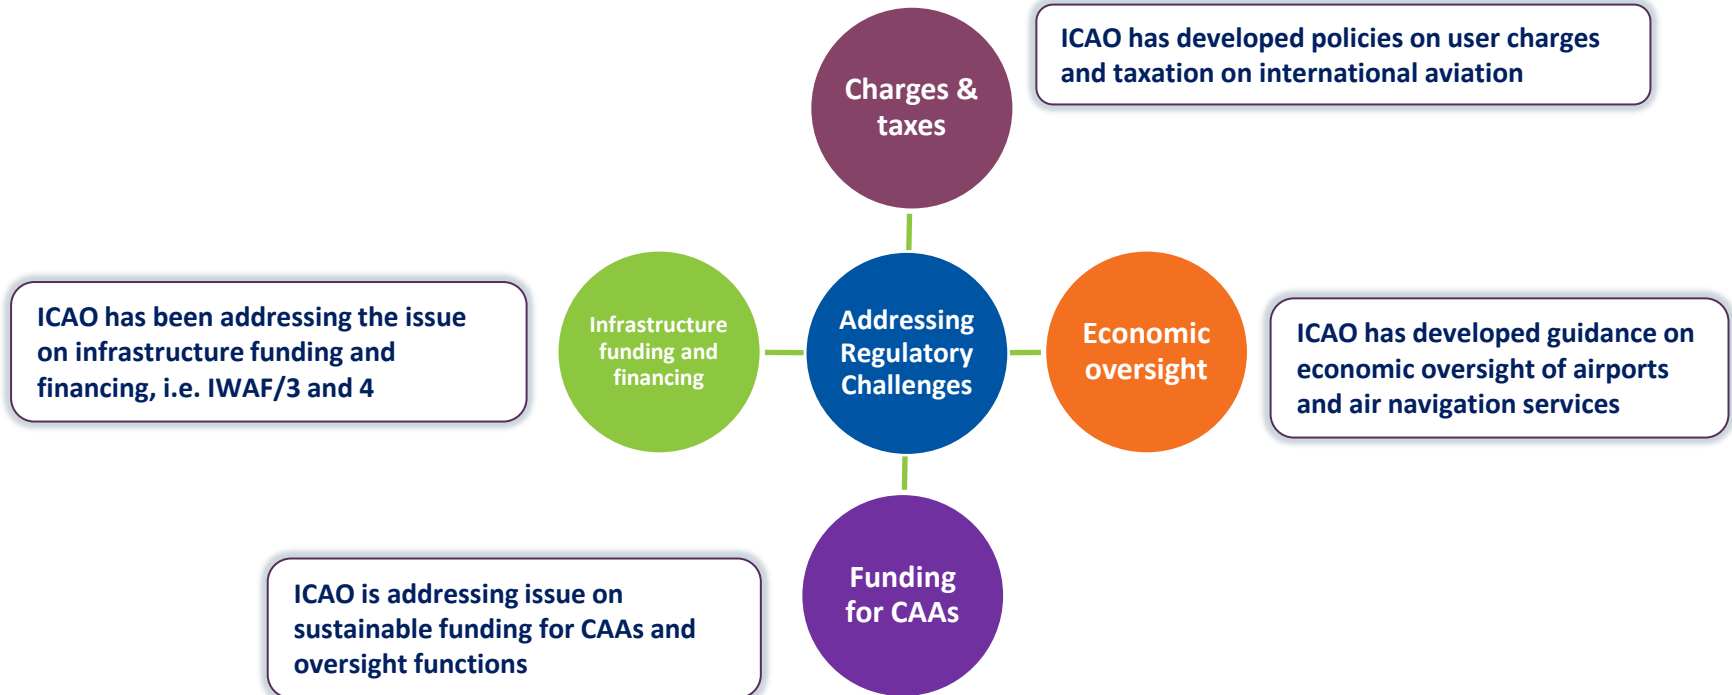 Charges &
taxes
ICAO has developed policies on user charges
and taxation on international aviation
ICAO has been addressing the issue
on infrastructure funding and
financing, i.e. IWAF/3 and 4
Infrastructure
funding and
financing
Addressing
Regulatory
Challenges
Economic
oversight
ICAO has developed guidance on
economic oversight of airports
and air navigation services
ICAO is addressing issue on
sustainable funding for CAAs and
oversight functions
Funding
for CAAs